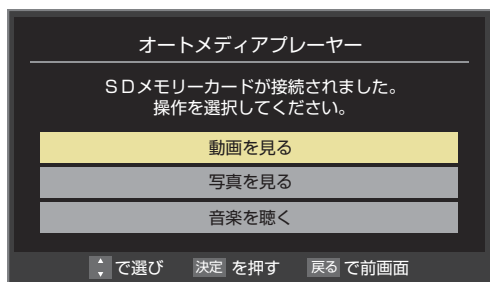 オートメディアプレーヤー
ＳＤメモリーカードが接続されました。
操作を選択してください。
動画を見る
写真を見る
音楽を聴く
で選び 決定 を押す 戻る で前画面